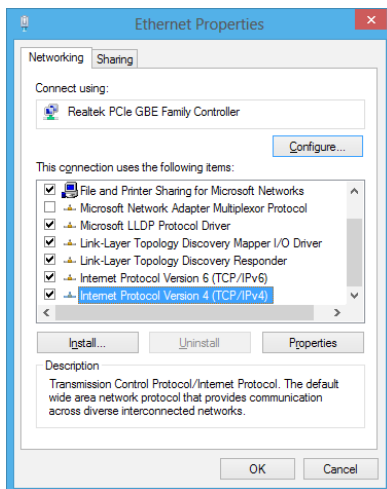 Ethernet Properties
Networking
Sharing
Connect using:
Realtek PCIe GBE Family Controller
Configure...
This connection uses the following items:
File and Printer Sharing for Microsoft Networks
Microsoft Network Adapter Multiplexor Protocol
Microsoft LLDP Protocol Driver
Link-Layer Topology Discovery Mapper I/O Driver
Link-Layer Topology Discovery Responder
Internet Protocol Version 6 (TCP/IPv6)
Internet Protocol Version 4 (TCP/IPv4)
Install...
Uninstall
Properties
Description
Transmission Control Protocol/Internet Protocol. The default
wide area network protocol that provides communication
across diverse interconnected networks.
OK
Cancel